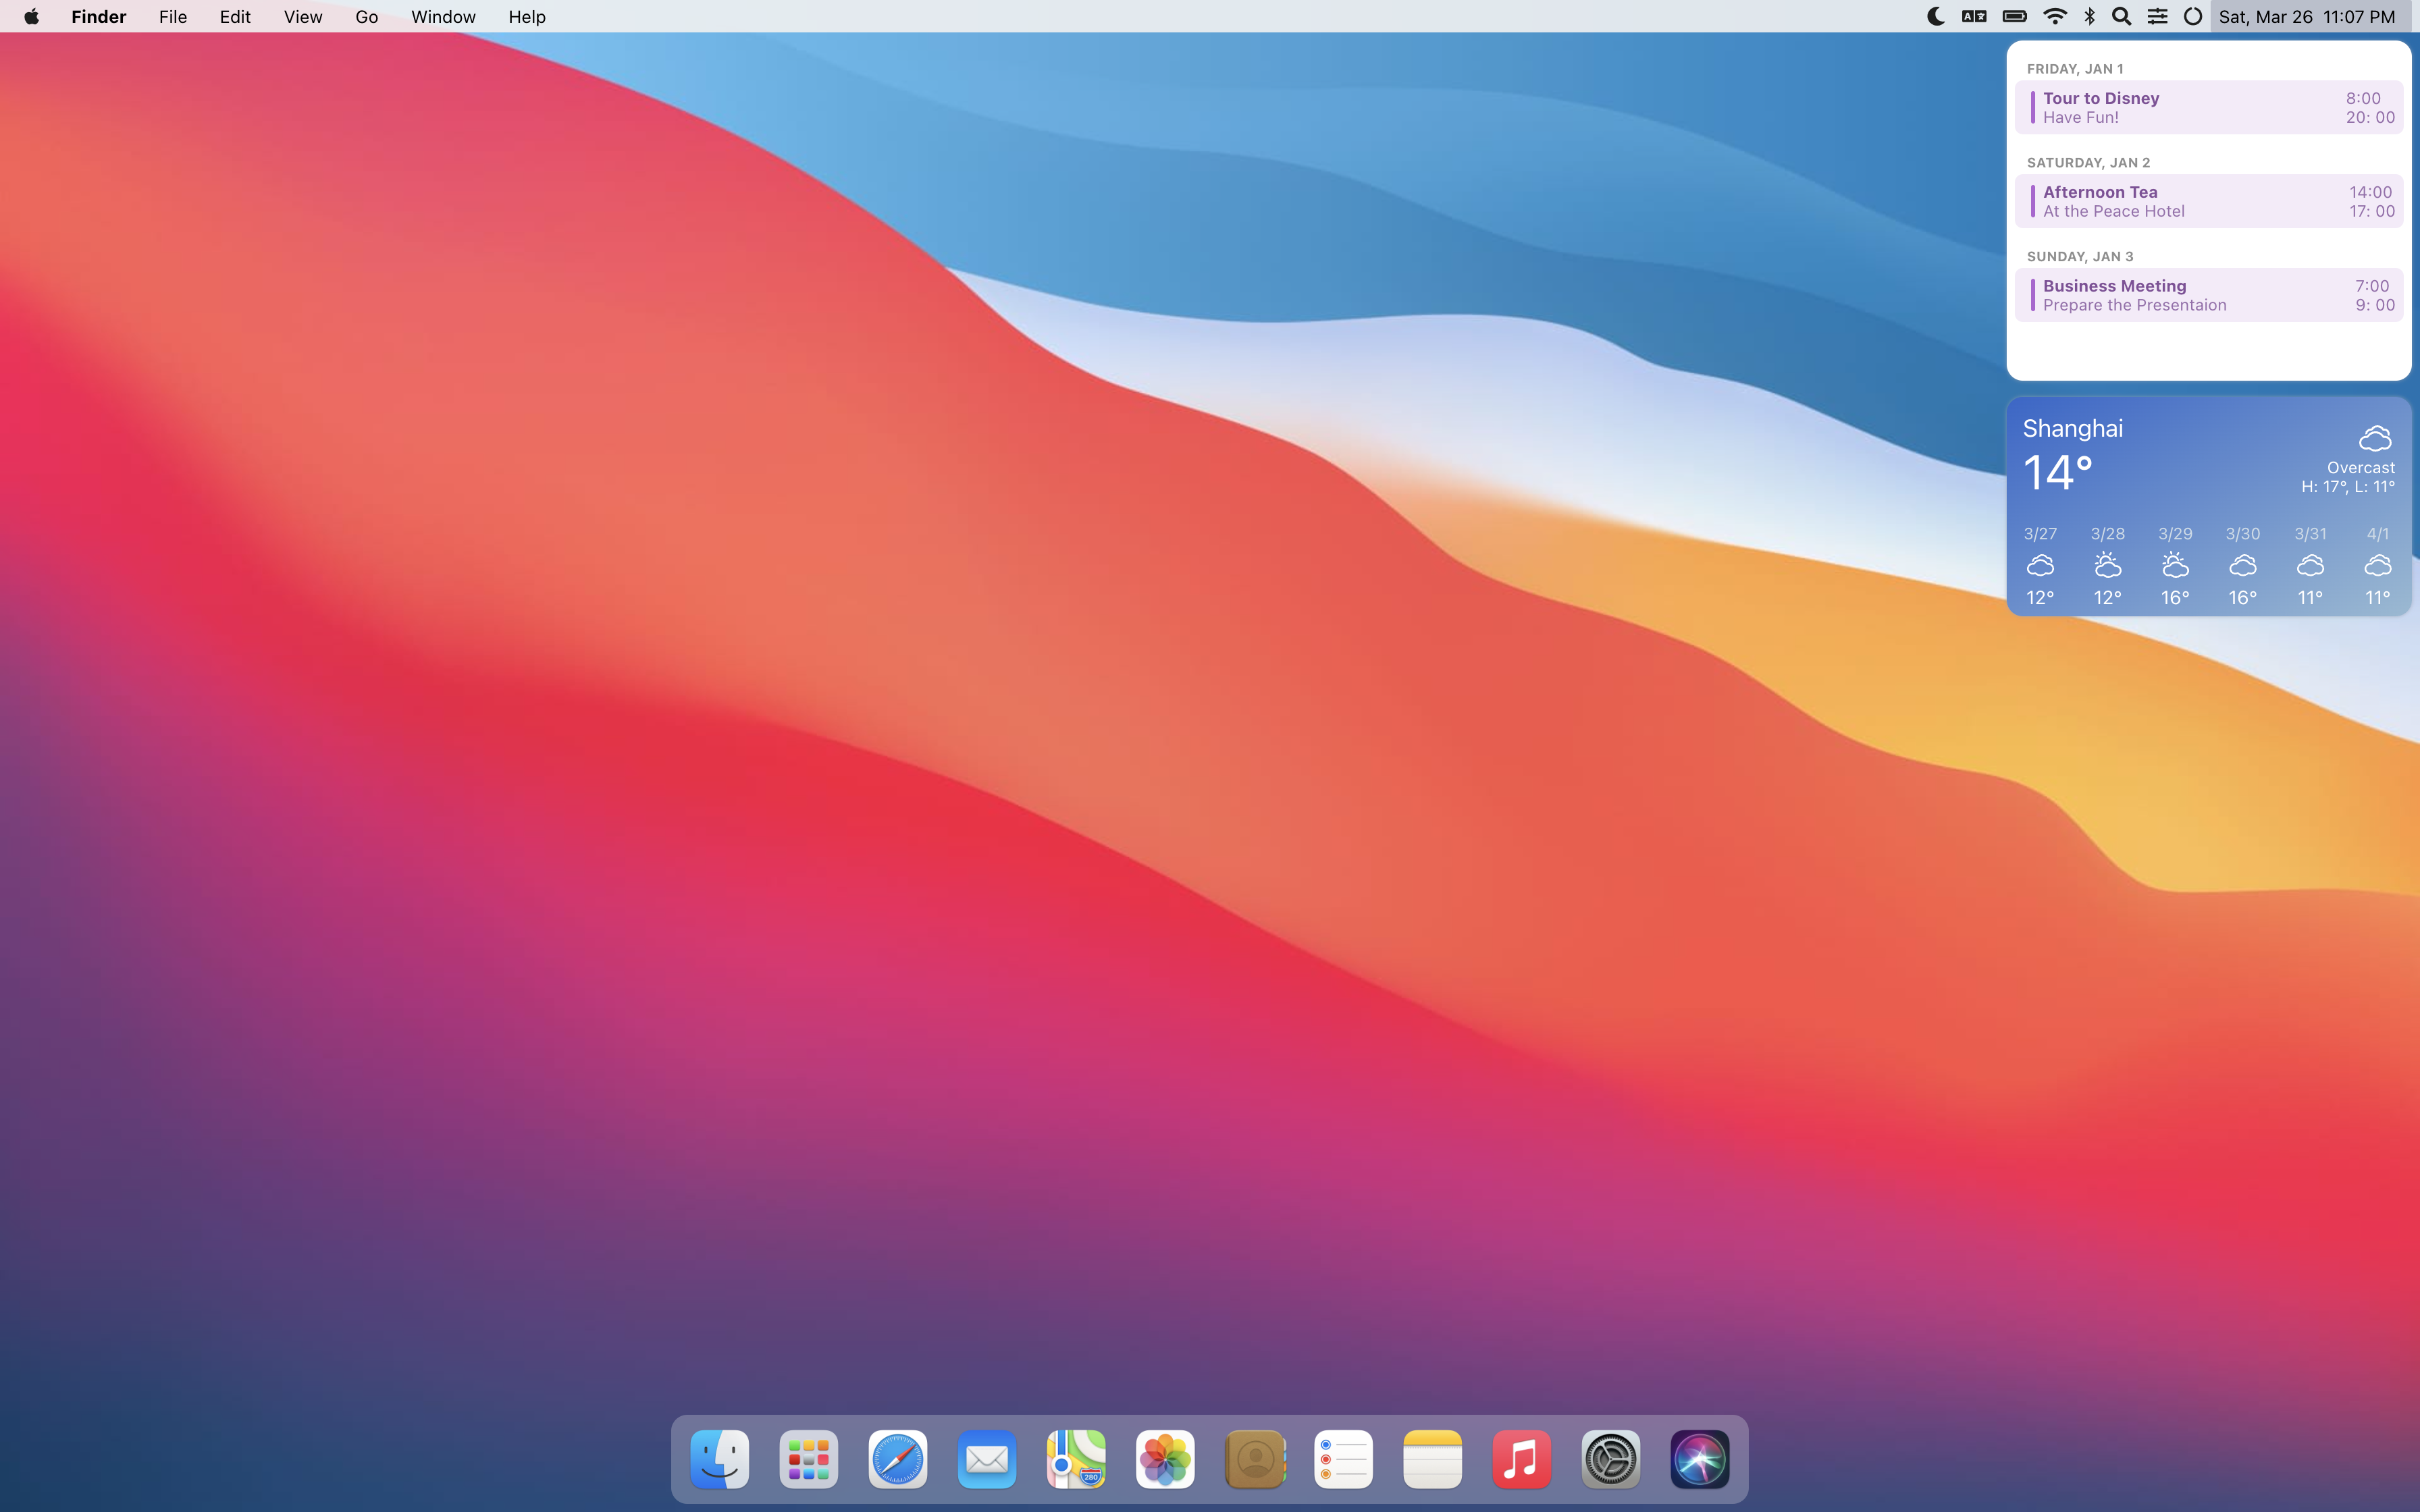 Finder File Edit View Go Window Help
Sat, Mar 26 11:07 PM
FRIDAY, JAN 1
Tour to Disney 8:00
Have Fun! 20: 00
SATURDAY, JAN 2
Afternoon Tea 14:00
At the Peace Hotel 17: 00
SUNDAY, JAN 3
Business Meeting 7:00
Prepare the Presentaion 9: 00
Shanghai
14°
Overcast
H: 17°, L: 11°
3/27 3/28 3/29 3/30 3/31 4/1
12° 12° 16° 16° 11° 11°
280